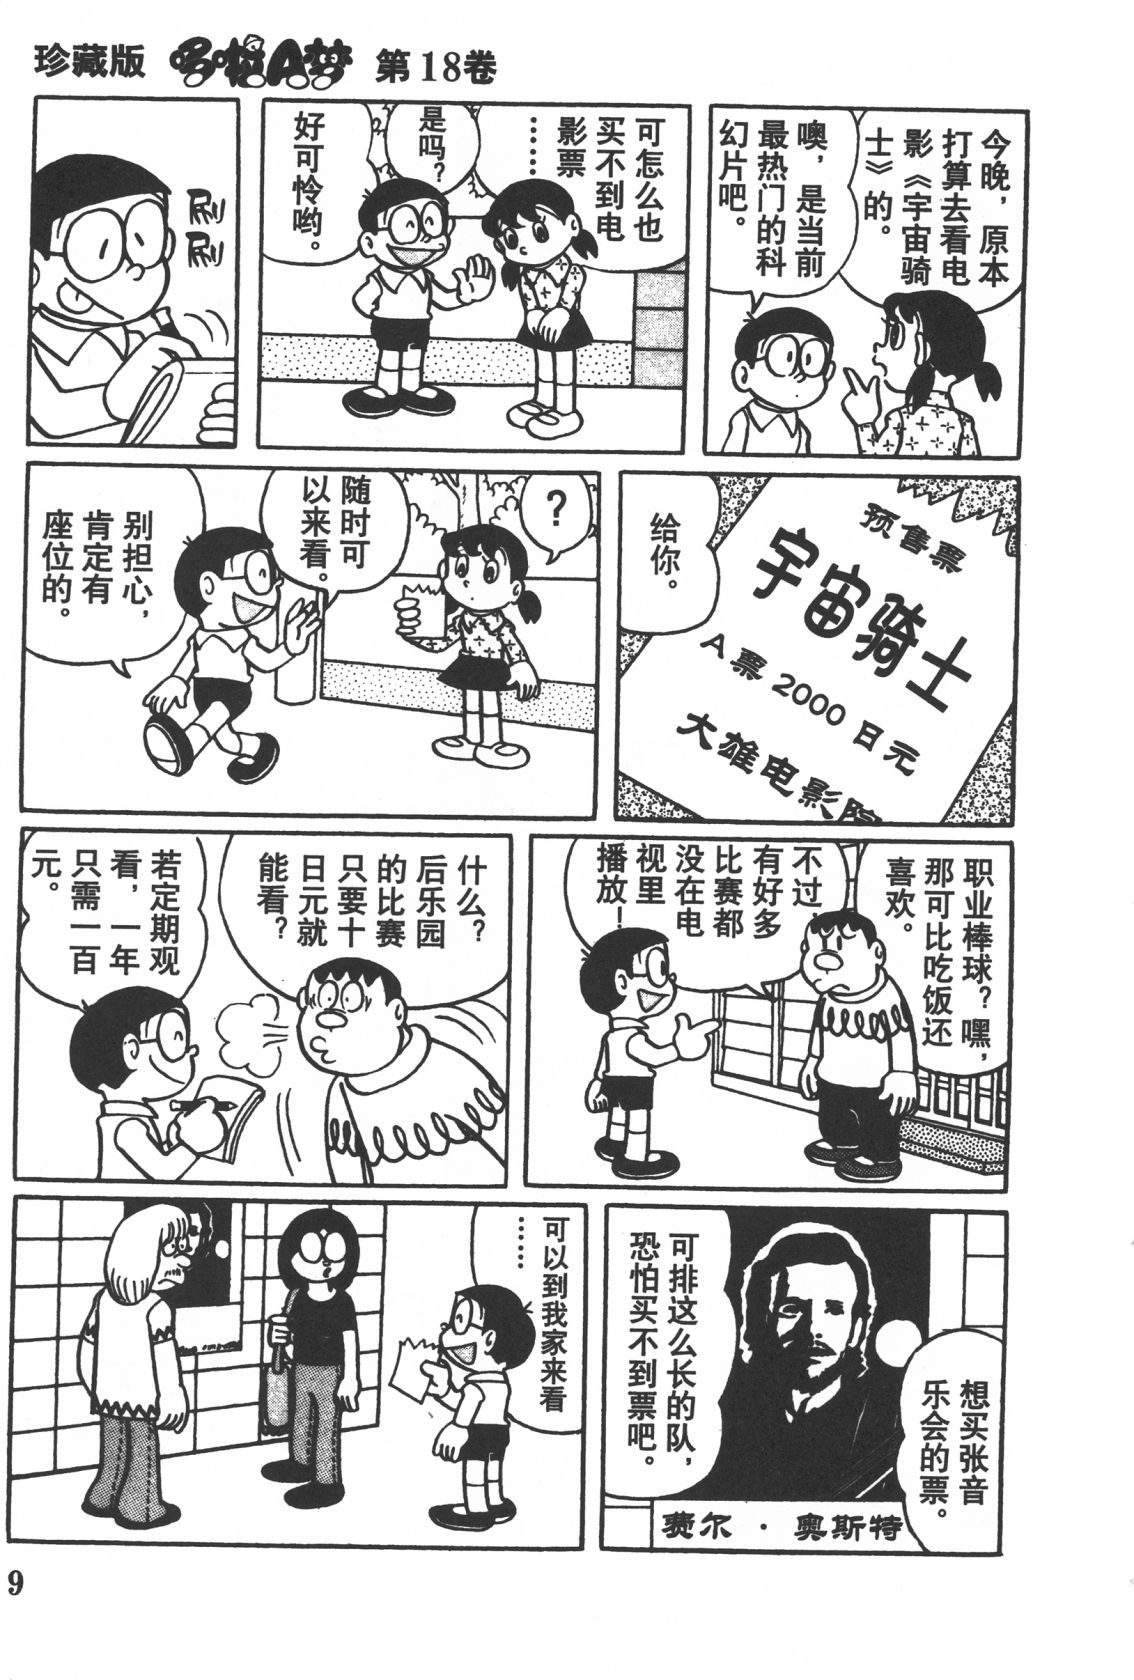 珍藏版 哆啦A梦 第18卷
今晚，原本
打算去看电
影《宇宙骑
士》的。
噢，是当前
最热门的科
幻片吧。
可怎么也
买不到电
影票
……
是吗？
好可怜哟。
刷
刷
给你。
预售票
宇宙骑士
A票 2000 日元
大雄电影院
？
随时可
以来看。
别担心，
肯定有
座位的。
职业棒球？嘿，
那可比吃饭还
喜欢。
不过，
有好多
比赛都
没在电
视里
播放！
什么？
后乐园
的比赛
只要十
日元就
能看？
若定期观
看，一年
只需一百
元。
想买张音
乐会的票。
可排这么长的队，
恐怕买不到票吧。
费尔·奥斯特
可以到我家来看
……
9